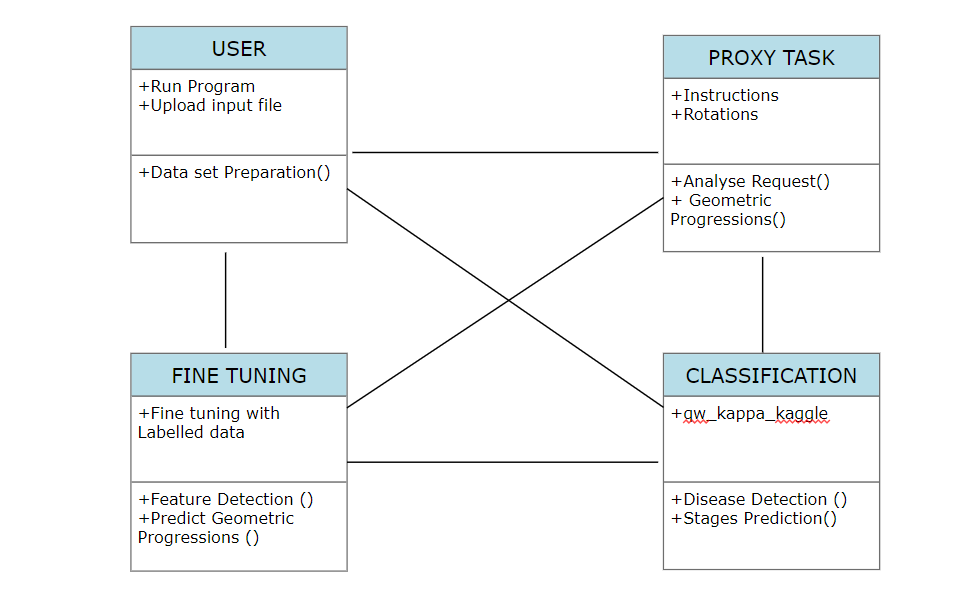 USER
+Run Program
+Upload input file
+Data set Preparation()
PROXY TASK
+Instructions
+Rotations
+Analyse Request()
+ Geometric
Progressions()
FINE TUNING
+Fine tuning with
Labelled data
+Feature Detection ()
+Predict Geometric
Progressions ()
CLASSIFICATION
+qw_kappa_kaggle
+Disease Detection ()
+Stages Prediction()